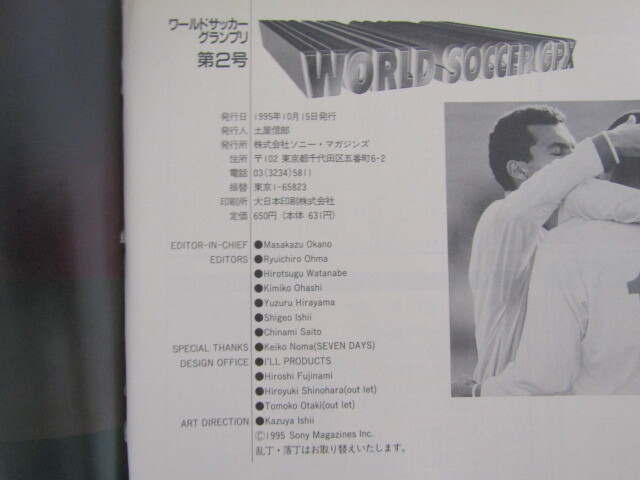 ワールドサッカー
グランプリ
第2号
WORLD SOCCER GPX
発行日 1995年10月15日発行
発行人 土屋信郎
発行所 株式会社ソニー・マガジンズ
住所 〒102 東京都千代田区五番町6-2
電話 03(3234)5811
振替 東京1-65823
印刷所 大日本印刷株式会社
定価 650円（本体 631円）
EDITOR-IN-CHIEF ●Masakazu Okano
EDITORS ●Ryuichiro Ohma
●Hirotsugu Watanabe
●Kimiko Ohashi
●Yuzuru Hirayama
●Shigeo Ishii
●Chinami Saito
SPECIAL THANKS ●Keiko Noma(SEVEN DAYS)
DESIGN OFFICE ●I'LL PRODUCTS
●Hiroshi Fujinami
●Hiroyuki Shinohara(out let)
●Tomoko Otaki(out let)
ART DIRECTION ●Kazuya Ishii
©1995 Sony Magazines Inc.
乱丁・落丁はお取り替えいたします。